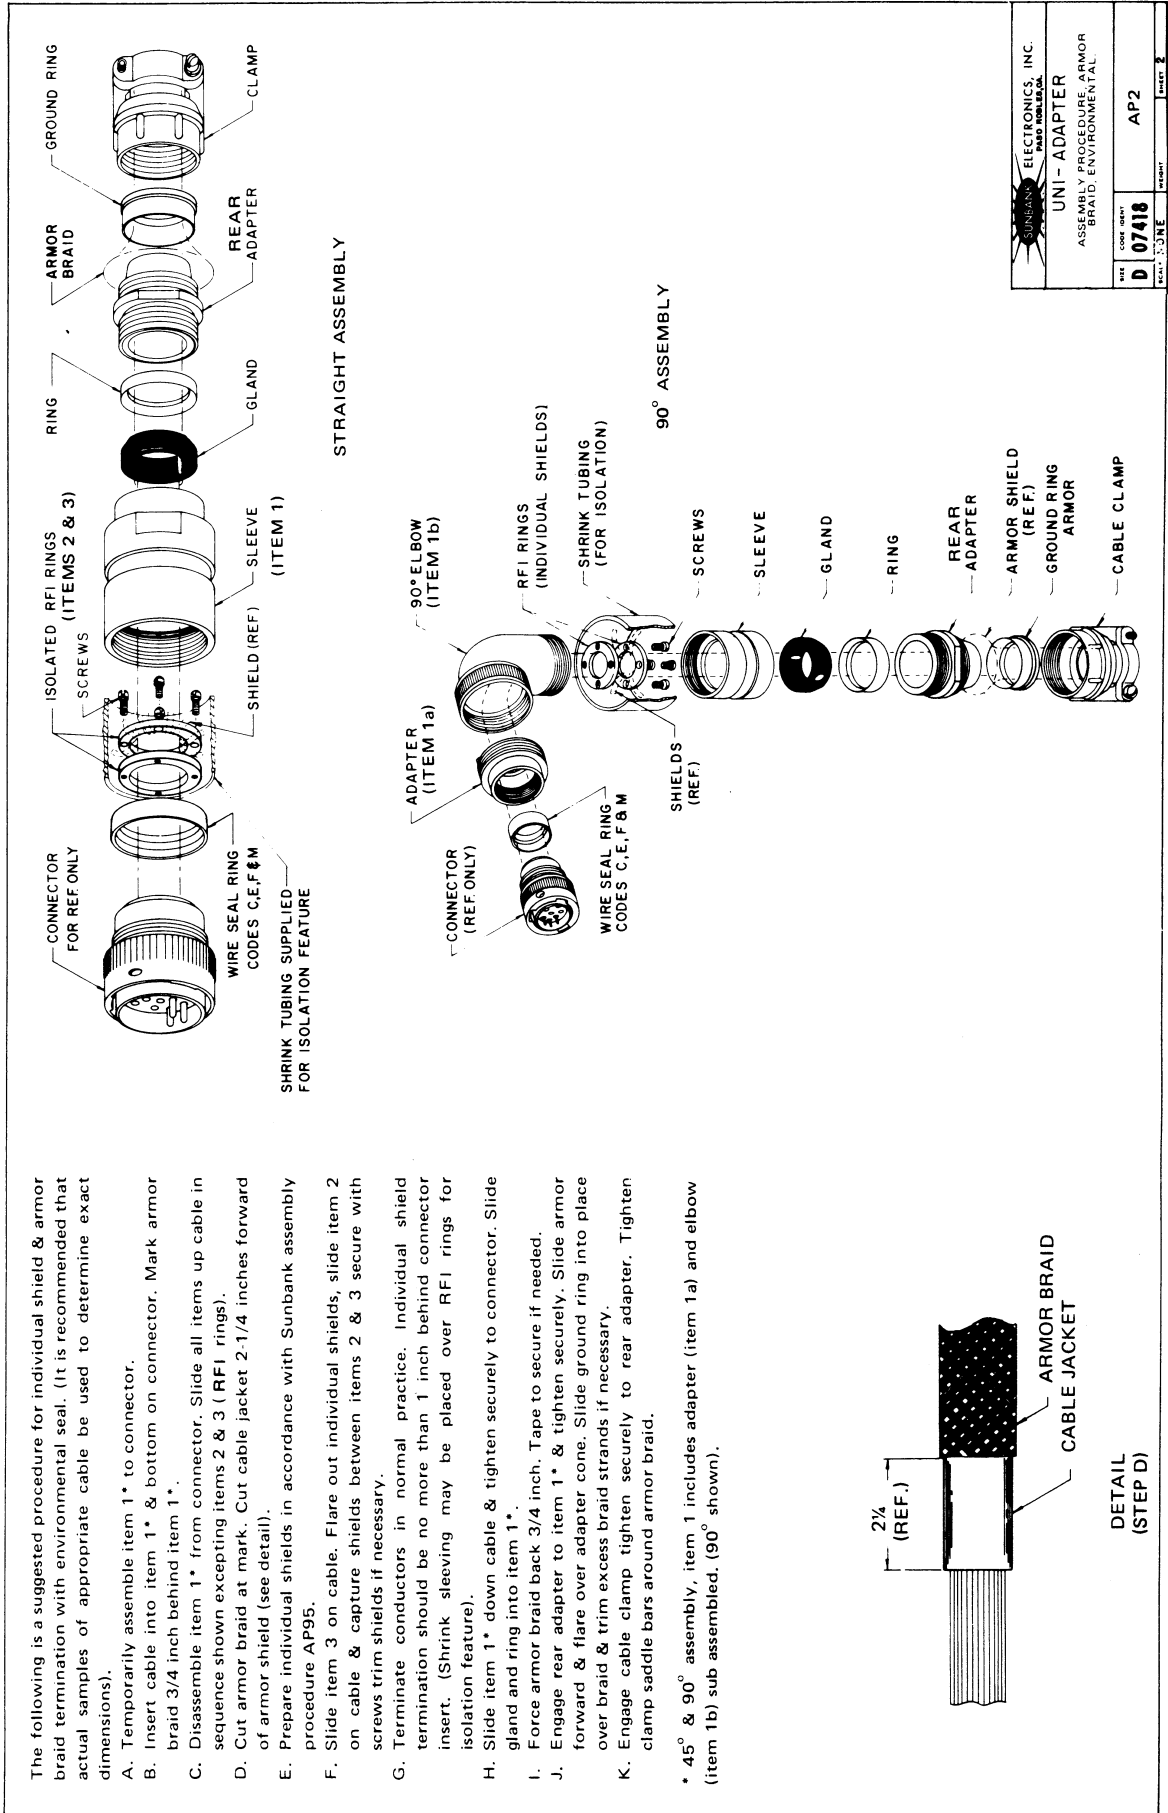 The following is a suggested procedure for individual shield & armor
braid termination with environmental seal. (It is recommended that
actual samples of appropriate cable be used to determine exact
dimensions).
A. Temporarily assemble item 1* to connector.
B. Insert cable into item 1* & bottom on connector. Mark armor
braid 3/4 inch behind item 1*.
C. Disassemble item 1* from connector. Slide all items up cable in
sequence shown excepting items 2 & 3 (RFI rings).
D. Cut armor braid at mark. Cut cable jacket 2-1/4 inches forward
of armor shield (see detail).
E. Prepare individual shields in accordance with Sunbank assembly
procedure AP95.
F. Slide item 3 on cable. Flare out individual shields, slide item 2
on cable & capture shields between items 2 & 3 secure with
screws trim shields if necessary.
G. Terminate conductors in normal practice. Individual shield
termination should be no more than 1 inch behind connector
insert. (Shrink sleeving may be placed over RFI rings for
isolation feature).
H. Slide item 1* down cable & tighten securely to connector. Slide
gland and ring into item 1*.
I. Force armor braid back 3/4 inch. Tape to secure if needed.
J. Engage rear adapter to item 1* & tighten securely. Slide armor
forward & flare over adapter cone. Slide ground ring into place
over braid & trim excess braid strands if necessary.
K. Engage cable clamp tighten securely to rear adapter. Tighten
clamp saddle bars around armor braid.
* 45° & 90° assembly, item 1 includes adapter (item 1a) and elbow
(item 1b) sub assembled. (90° shown).
2¼
(REF.)
ARMOR BRAID
CABLE JACKET
DETAIL
(STEP D)
CONNECTOR
FOR REF. ONLY
WIRE SEAL RING
CODES C,E,F&M
SHRINK TUBING SUPPLIED
FOR ISOLATION FEATURE
ISOLATED RFI RINGS
(ITEMS 2 & 3)
SCREWS
SHIELD (REF)
SLEEVE
(ITEM 1)
RING
GLAND
ARMOR
BRAID
REAR
ADAPTER
GROUND RING
CLAMP
STRAIGHT ASSEMBLY
CONNECTOR
(REF. ONLY)
ADAPTER
(ITEM 1a)
90° ELBOW
(ITEM 1b)
WIRE SEAL RING
CODES C,E,F&M
SHIELDS
(REF.)
RFI RINGS
(INDIVIDUAL SHIELDS)
SHRINK TUBING
(FOR ISOLATION)
SCREWS
SLEEVE
GLAND
RING
REAR
ADAPTER
ARMOR SHIELD
(REF.)
GROUND RING
ARMOR
CABLE CLAMP
90° ASSEMBLY
SUNBANK
ELECTRONICS, INC.
PASO ROBLES, CA.
UNI-ADAPTER
ASSEMBLY PROCEDURE, ARMOR
BRAID, ENVIRONMENTAL.
SIZE
D
CODE IDENT
07418
AP2
SCALE NONE
WEIGHT
SHEET 2